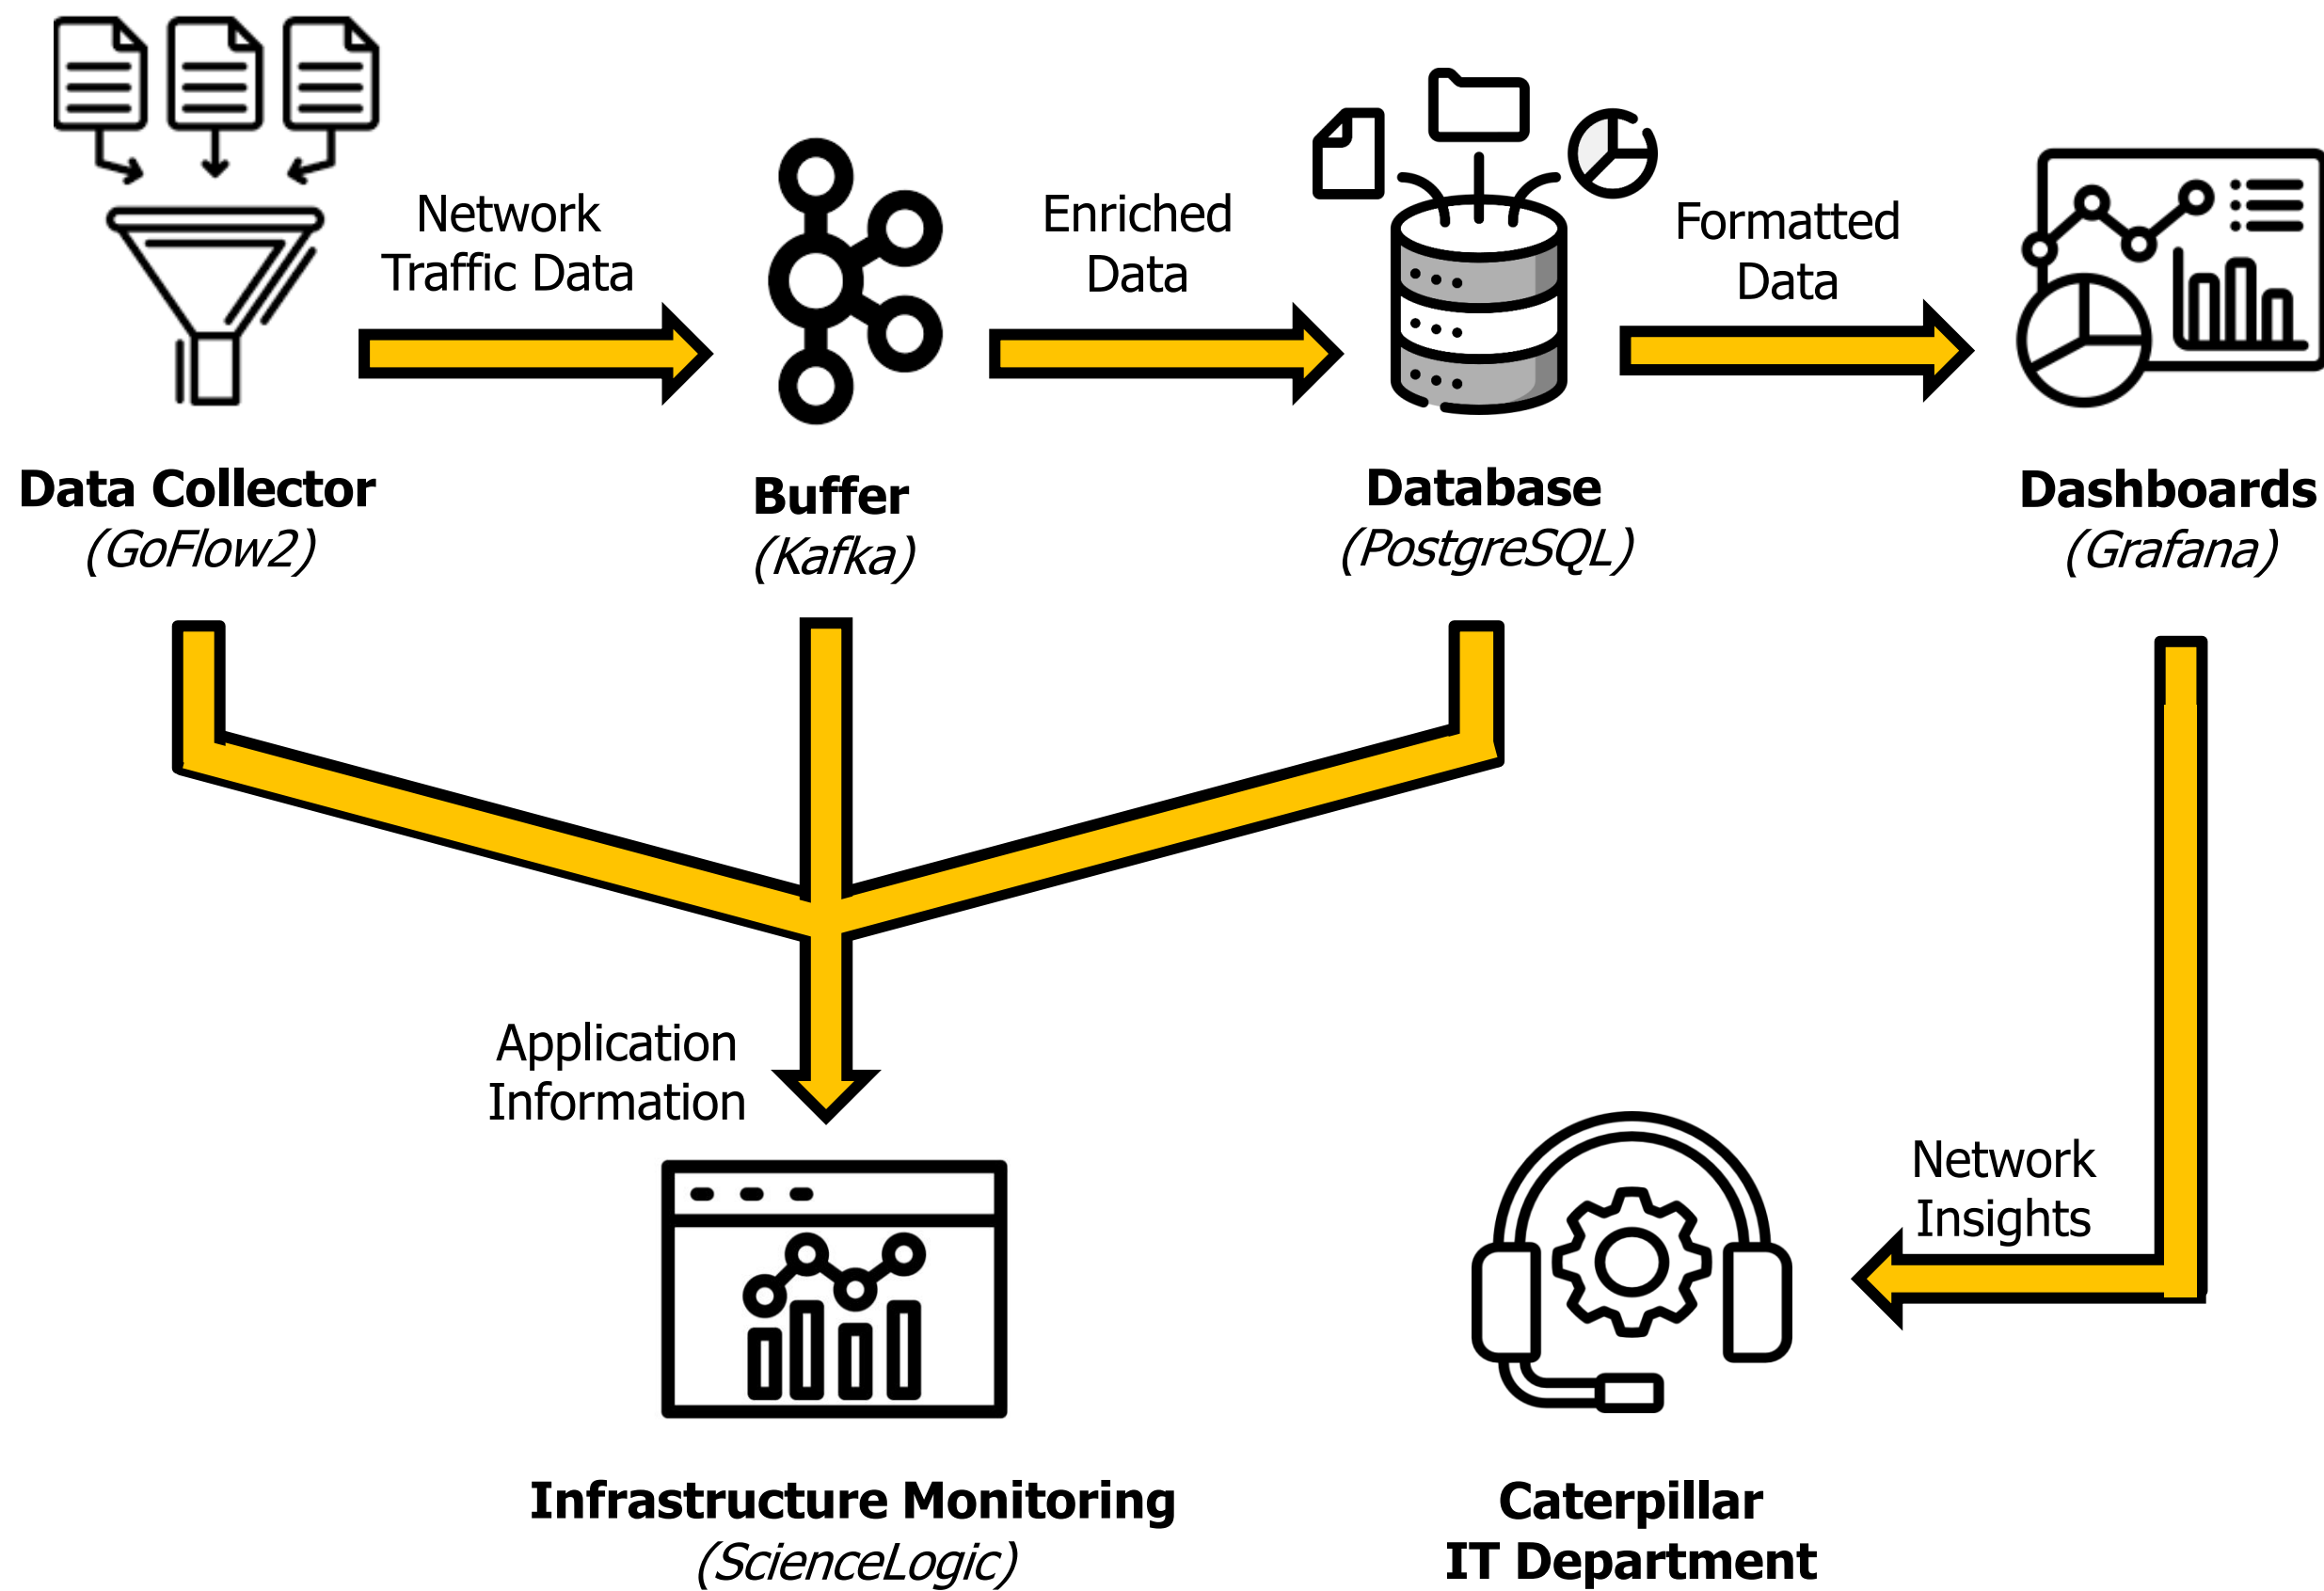 Network
Traffic Data
Enriched
Data
Formatted
Data
Data Collector
(GoFlow2)
Buffer
(Kafka)
Database
(PostgreSQL)
Dashboards
(Grafana)
Application
Information
Network
Insights
Infrastructure Monitoring
(ScienceLogic)
Caterpillar
IT Department